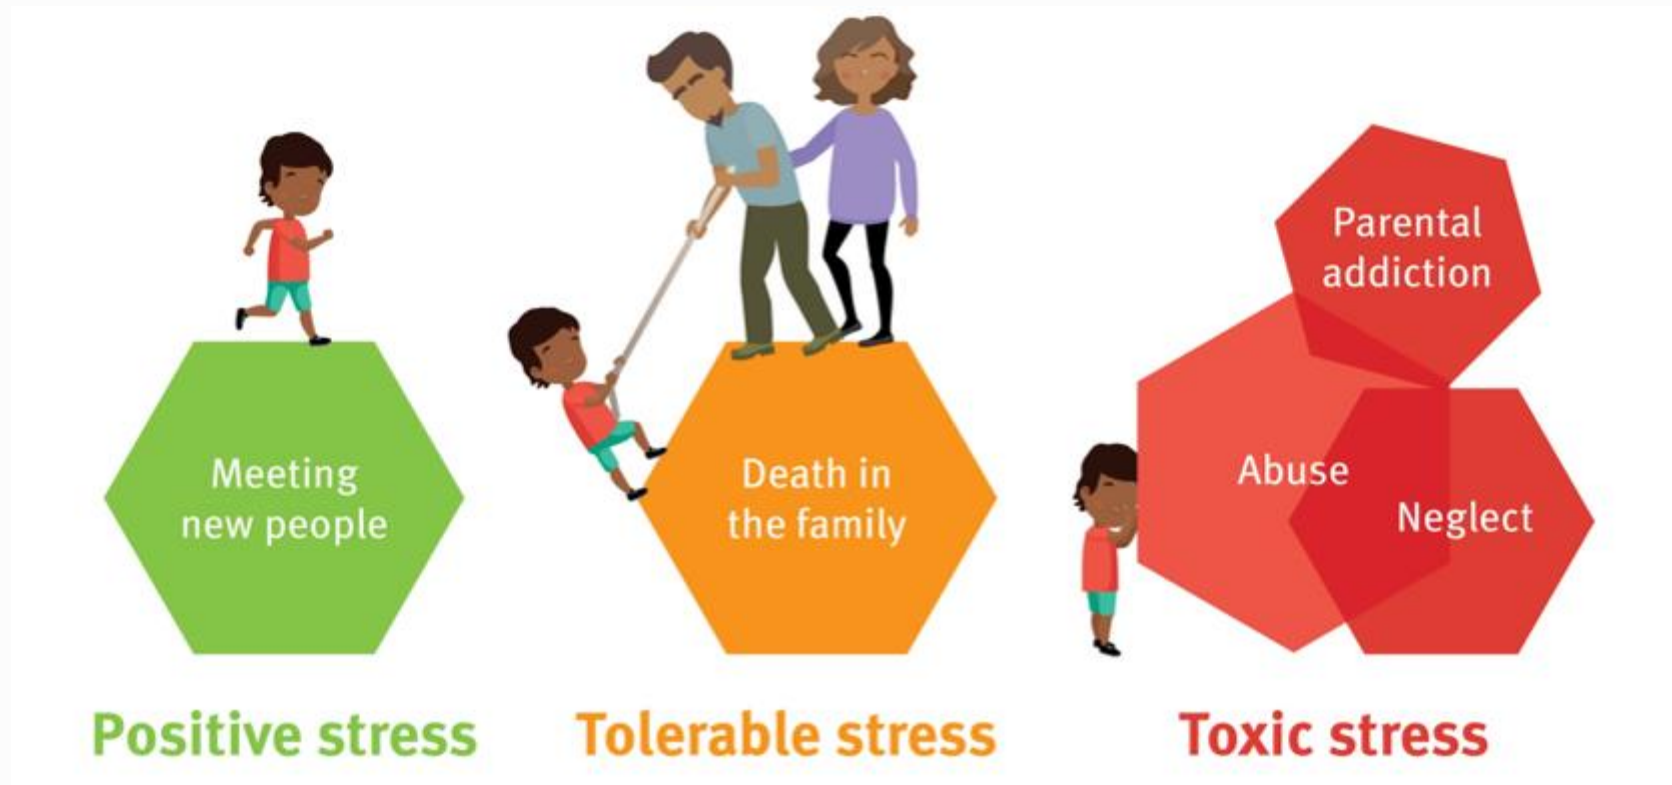 Meeting
new people
Positive stress
Death in
the family
Tolerable stress
Parental
addiction
Abuse
Neglect
Toxic stress